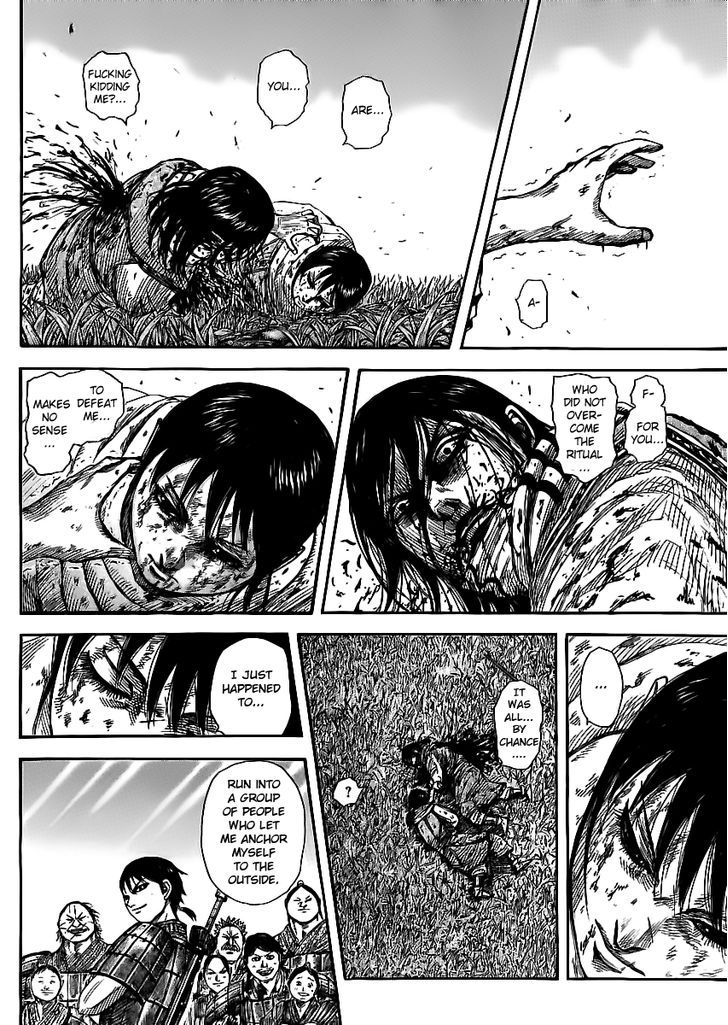 A-
ARE...
YOU...
FUCKING
KIDDING
ME?...
F-
FOR
YOU...
WHO
DID NOT
OVER-
COME
THE
RITUAL
...
TO
DEFEAT
ME...
MAKES
NO
SENSE
...
...
IT
WAS
ALL...
BY
CHANCE
....
?
I JUST
HAPPENED
TO...
RUN INTO
A GROUP
OF PEOPLE
WHO LET
ME ANCHOR
MYSELF
TO THE
OUTSIDE.